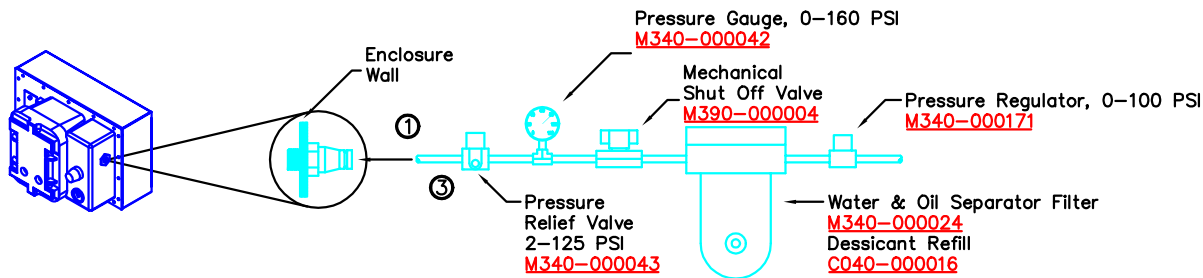 Pressure Gauge, 0-160 PSI
M340-000042
Enclosure
Wall
Mechanical
Shut Off Valve
M390-000004
Pressure Regulator, 0-100 PSI
M340-000171
1
3
Pressure
Relief Valve
2-125 PSI
M340-000043
Water & Oil Separator Filter
M340-000024
Dessicant Refill
C040-000016